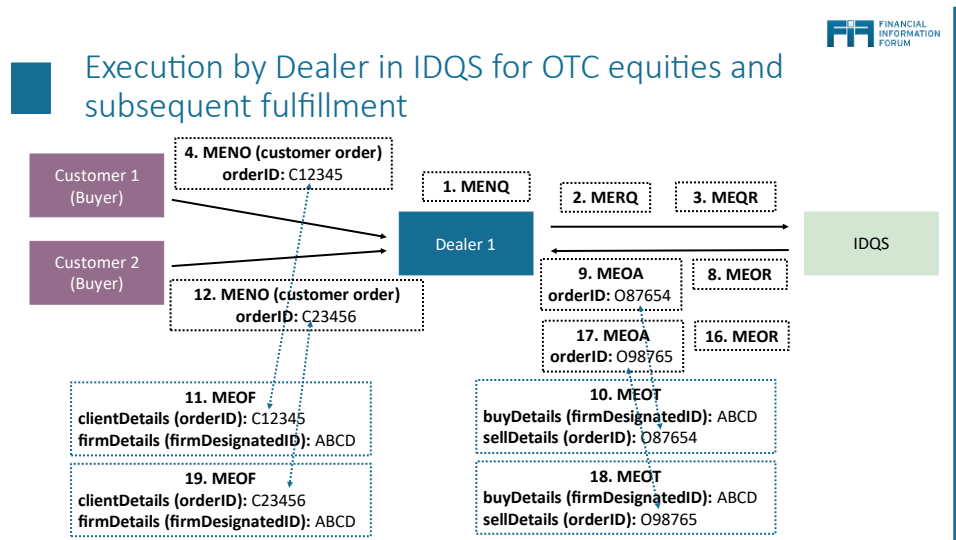 FINANCIAL
INFORMATION
FORUM
Execution by Dealer in IDQS for OTC equities and
subsequent fulfillment
4. MENO (customer order)
orderID: C12345
Customer 1
(Buyer)
1. MENQ
2. MERQ
3. MEQR
Dealer 1
IDQS
Customer 2
(Buyer)
9. MEOA
orderID: O87654
8. MEOR
12. MENO (customer order)
orderID: C23456
17. MEOA
orderID: O98765
16. MEOR
11. MEOF
clientDetails (orderID): C12345
firmDetails (firmDesignatedID): ABCD
10. MEOT
buyDetails (firmDesignatedID): ABCD
sellDetails (orderID): O87654
19. MEOF
clientDetails (orderID): C23456
firmDetails (firmDesignatedID): ABCD
18. MEOT
buyDetails (firmDesignatedID): ABCD
sellDetails (orderID): O98765